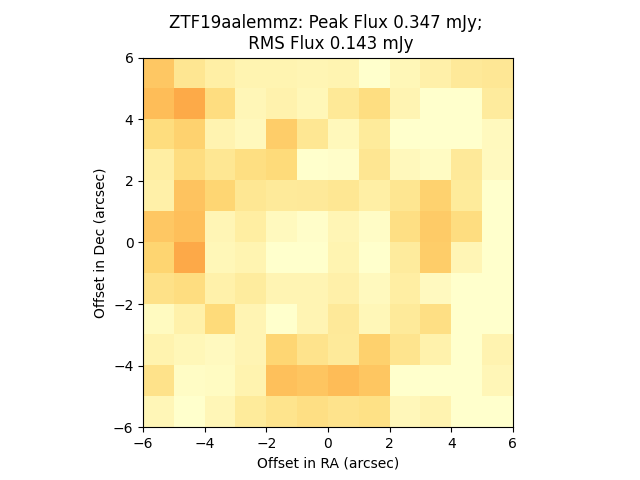 ZTF19aalemmz: Peak Flux 0.347 mJy;
RMS Flux 0.143 mJy
6
4
2
0
−2
−4
−6
Offset in Dec (arcsec)
−6 −4 −2 0 2 4 6
Offset in RA (arcsec)